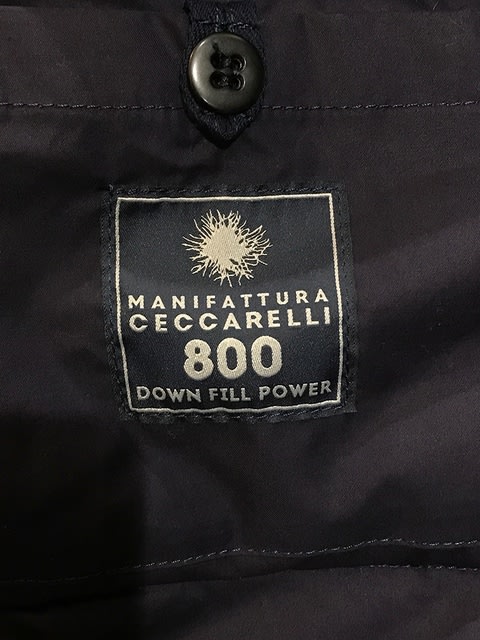 MANIFATTURA
CECCARELLI
800
DOWN FILL POWER